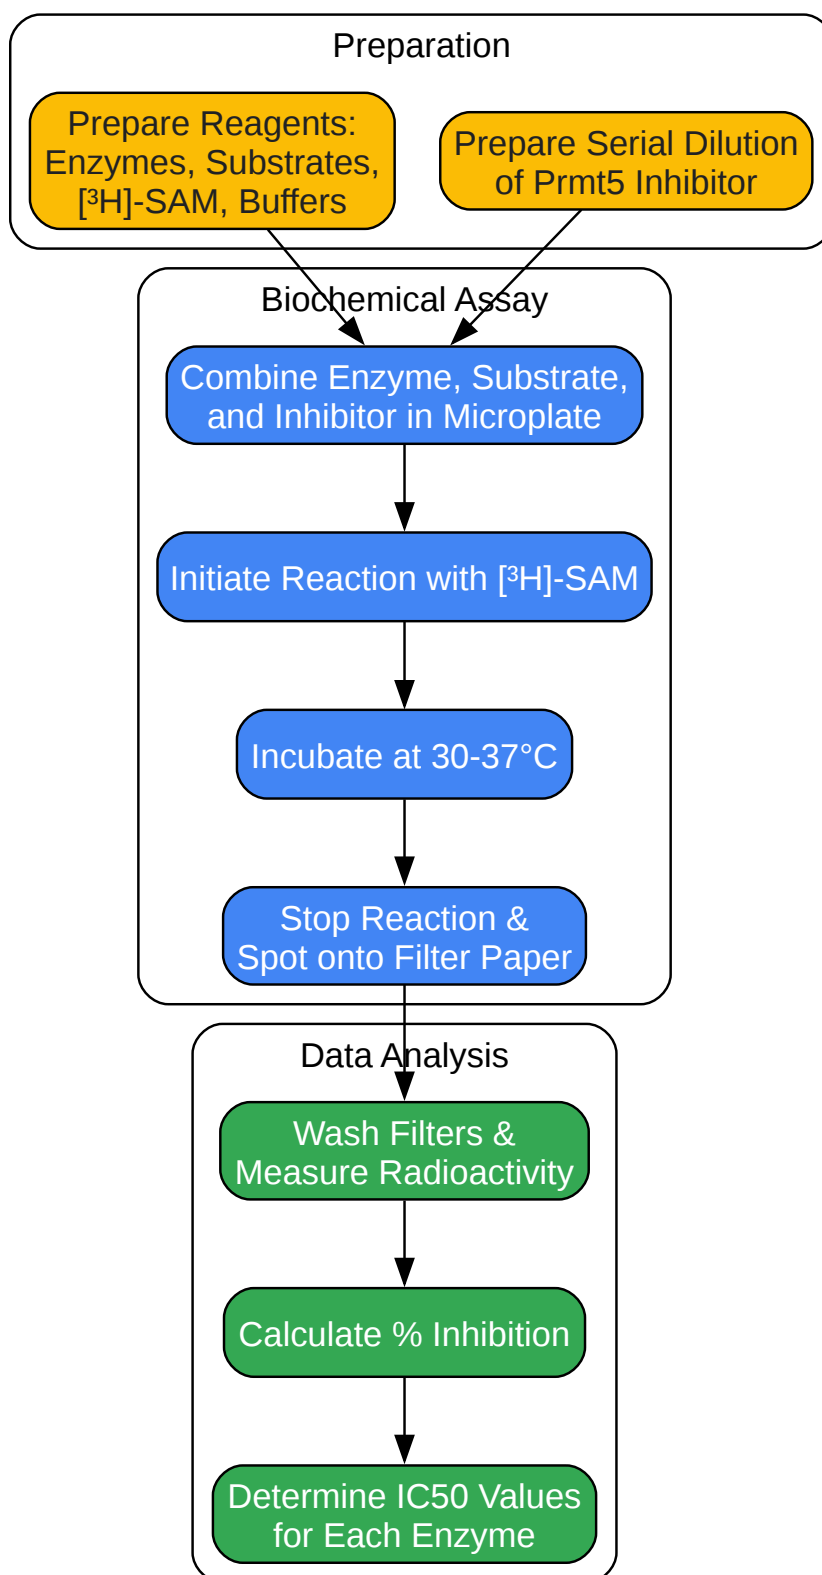 Preparation
Prepare Reagents:
Enzymes, Substrates,
[³H]-SAM, Buffers
Prepare Serial Dilution
of Prmt5 Inhibitor
Biochemical Assay
Combine Enzyme, Substrate,
and Inhibitor in Microplate
Initiate Reaction with [³H]-SAM
Incubate at 30-37°C
Stop Reaction &
Spot onto Filter Paper
Data Analysis
Wash Filters &
Measure Radioactivity
Calculate % Inhibition
Determine IC50 Values
for Each Enzyme